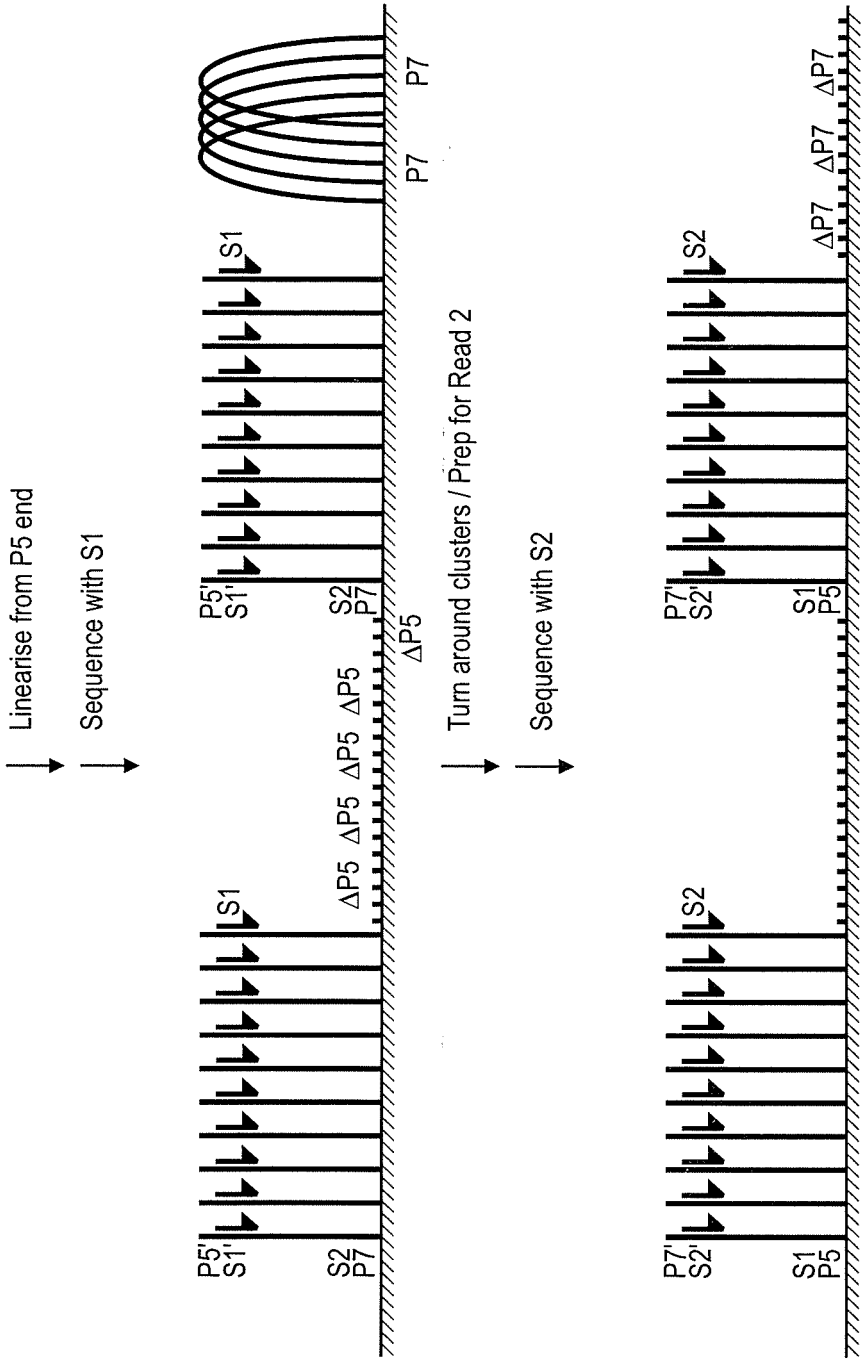 Linearise from P5 end
Sequence with S1
P5' P5'
S1' S1 S1' S1
S2 ΔP5 ΔP5 ΔP5 ΔP5 S2
P7 P7
ΔP5 P7 P7
Turn around clusters / Prep for Read 2
Sequence with S2
P7' P7'
S2' S2 S2' S2
S1 S1 ΔP7 ΔP7 ΔP7
P5 P5